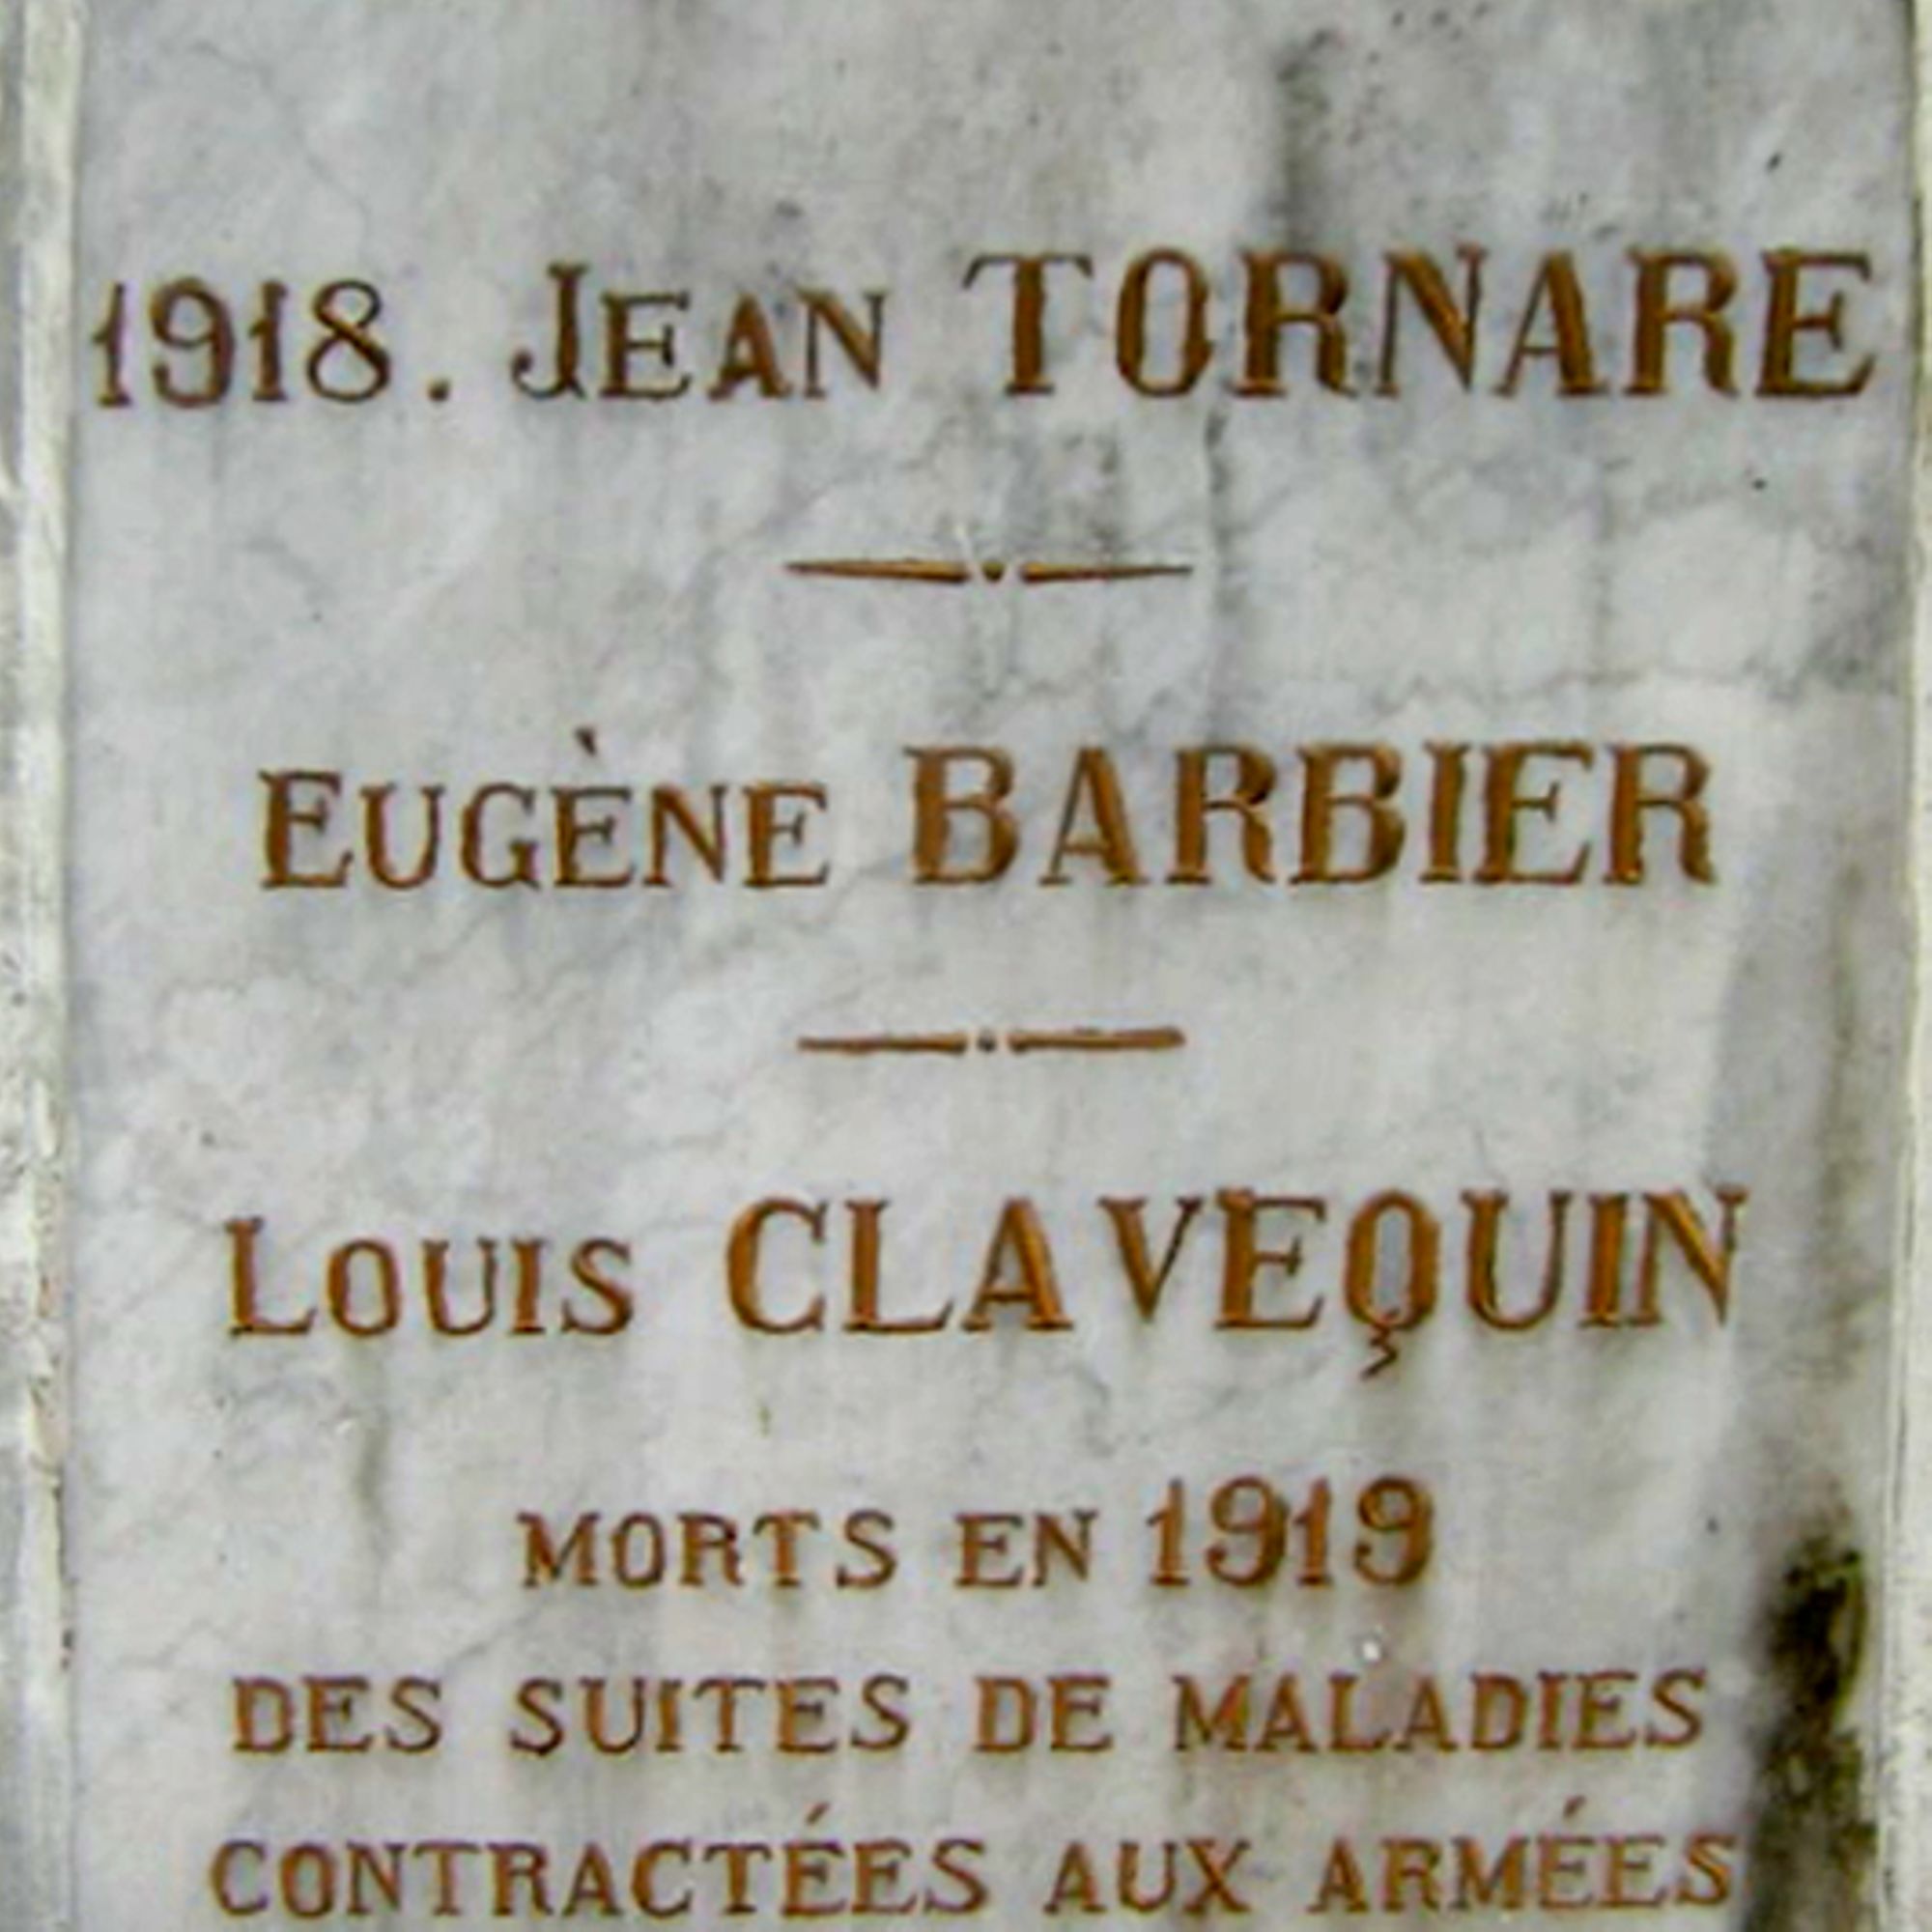 1918. JEAN TORNARE
EUGÈNE BARBIER
LOUIS CLAVEQUIN
MORTS EN 1919
DES SUITES DE MALADIES
CONTRACTÉES AUX ARMÉES